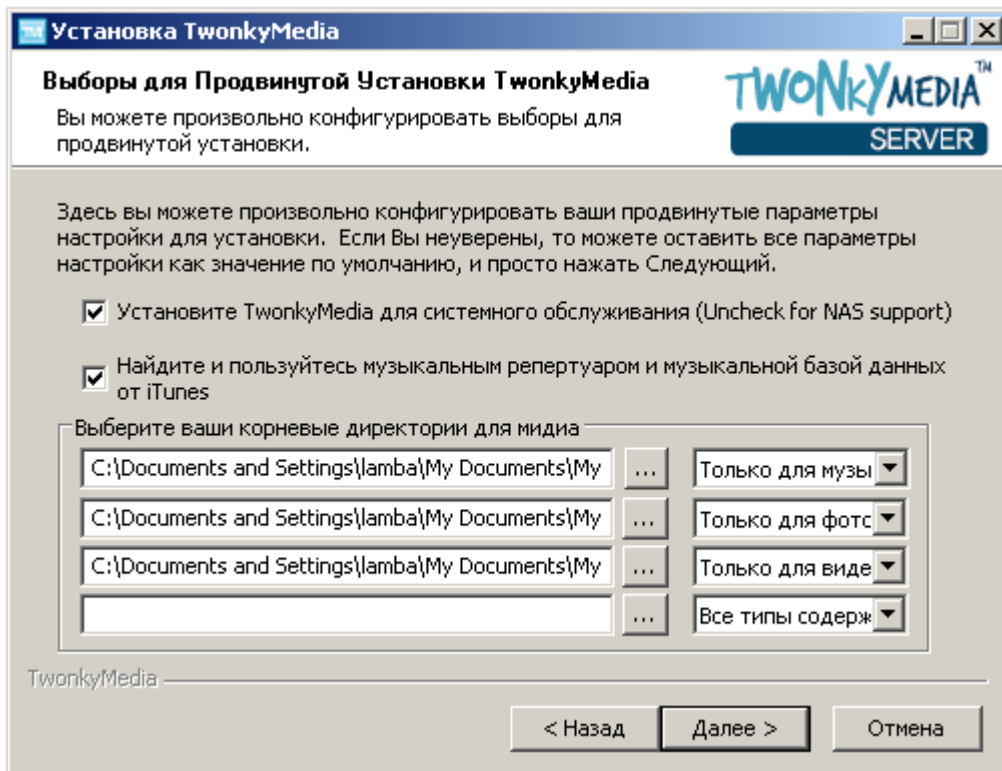 Установка TwonkyMedia
Выборы для Продвинутой Установки TwonkyMedia
Вы можете произвольно конфигурировать выборы для
продвинутой установки.
TWONKYMEDIA™
SERVER
Здесь вы можете произвольно конфигурировать ваши продвинутые параметры
настройки для установки. Если Вы неуверены, то можете оставить все параметры
настройки как значение по умолчанию, и просто нажать Следующий.
Установите TwonkyMedia для системного обслуживания (Uncheck for NAS support)
Найдите и пользуйтесь музыкальным репертуаром и музыкальной базой данных
от iTunes
Выберите ваши корневые директории для мидиа
C:\Documents and Settings\lamba\My Documents\My ... Только для музы
C:\Documents and Settings\lamba\My Documents\My ... Только для фотс
C:\Documents and Settings\lamba\My Documents\My ... Только для виде
... Все типы содерж
TwonkyMedia
< Назад Далее > Отмена